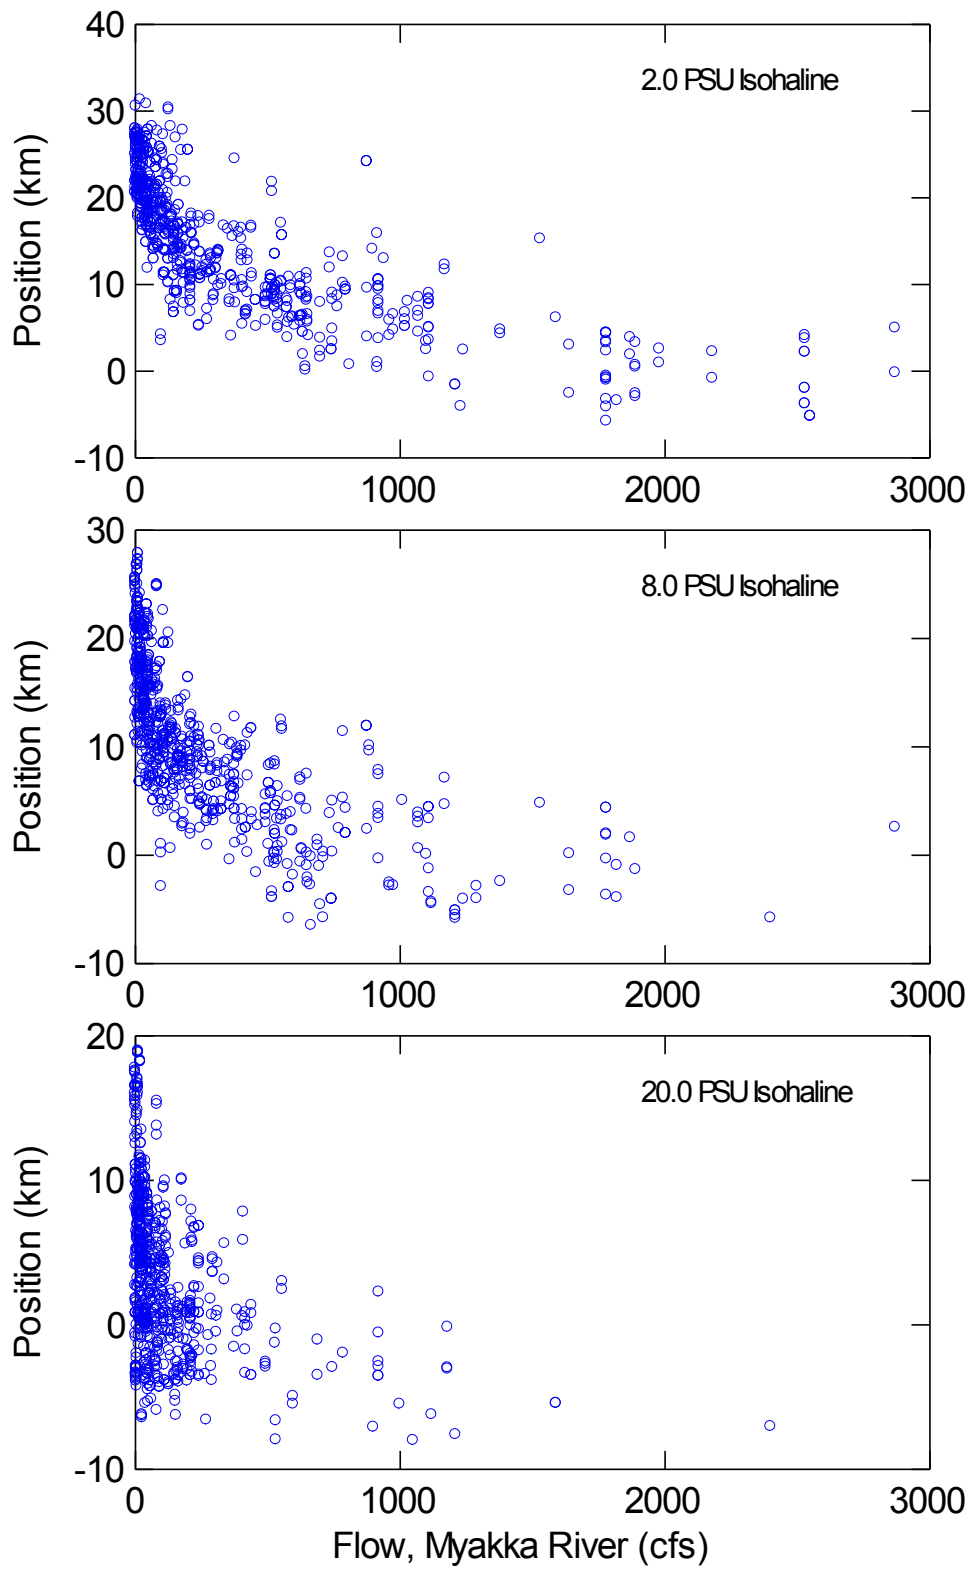 40
2.0 PSU Isohaline
30
20
10
0
-10
Position (km)
0 1000 2000 3000
30
8.0 PSU Isohaline
20
10
0
-10
Position (km)
0 1000 2000 3000
20
20.0 PSU Isohaline
10
0
-10
Position (km)
0 1000 2000 3000
Flow, Myakka River (cfs)